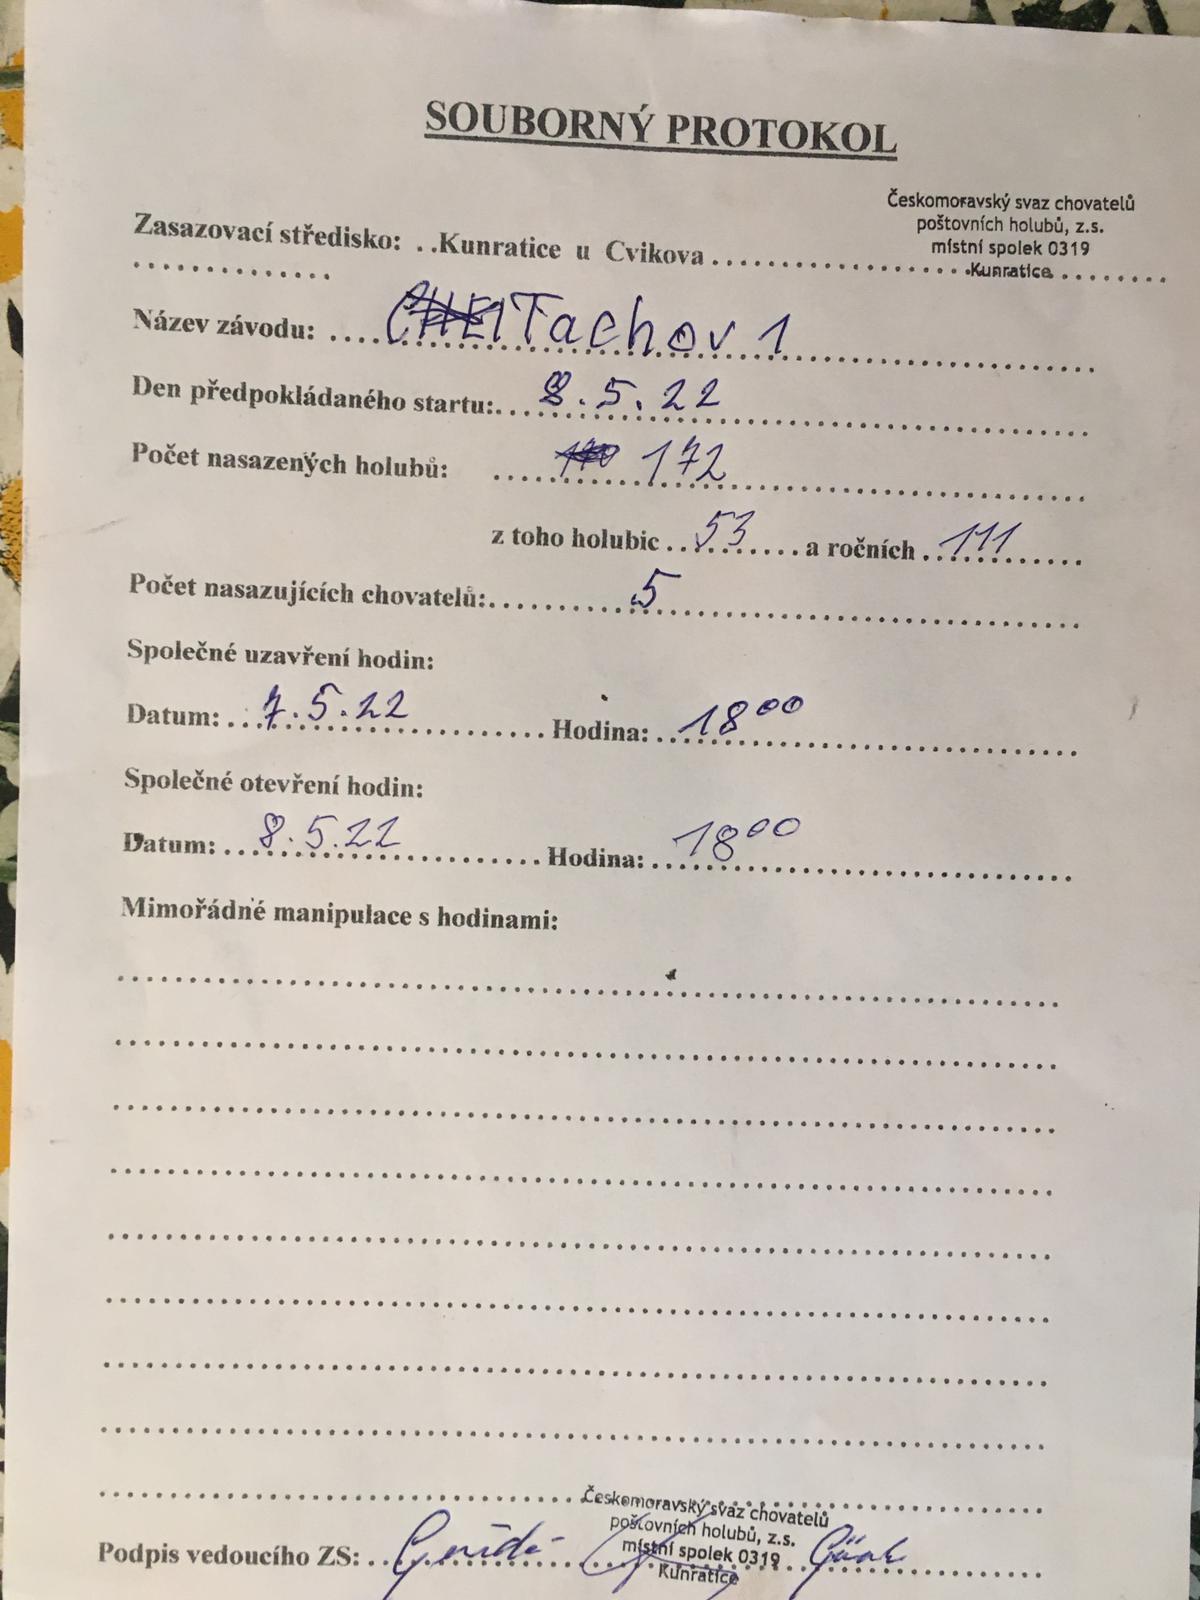 SOUBORNÝ PROTOKOL
Českomoravský svaz chovatelů
poštovních holubů, z.s.
místní spolek 0319
Kunratice
Zasazovací středisko: ..Kunratice u Cvikova
Název závodu: Tachov 1
Den předpokládaného startu: 8.5.22
Počet nasazených holubů: 172
z toho holubic 53 a ročních 111
Počet nasazujících chovatelů: 5
Společné uzavření hodin:
Datum: 7.5.22 Hodina: 18⁰⁰
Společné otevření hodin:
Datum: 8.5.22 Hodina: 18⁰⁰
Mimořádné manipulace s hodinami:
Českomoravský svaz chovatelů
poštovních holubů, z.s.
místní spolek 0319
Kunratice
Podpis vedoucího ZS: